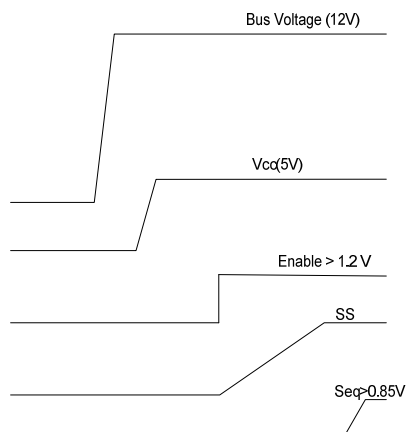 Bus Voltage (12V)
Vcc(5V)
Enable > 1.2 V
SS
Seq>0.85V